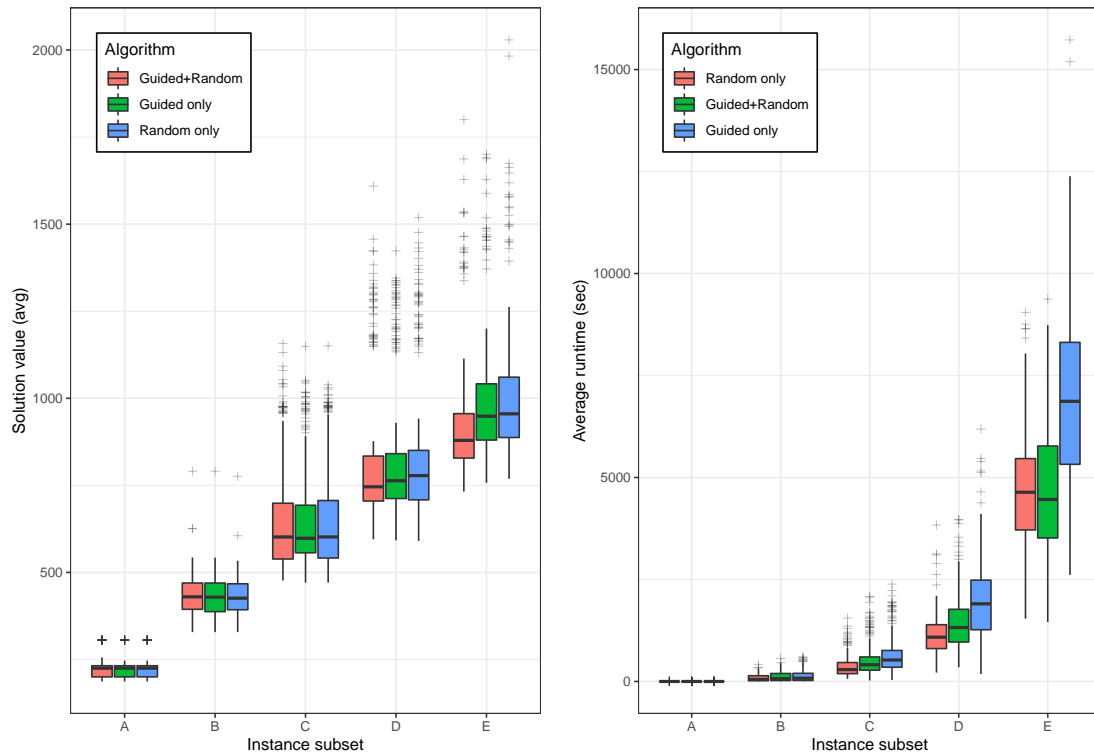 Solution value (avg)
2000
1500
1000
500
Algorithm
Guided+Random
Guided only
Random only
A B C D E
Instance subset
Average runtime (sec)
15000
10000
5000
0
Algorithm
Random only
Guided+Random
Guided only
A B C D E
Instance subset